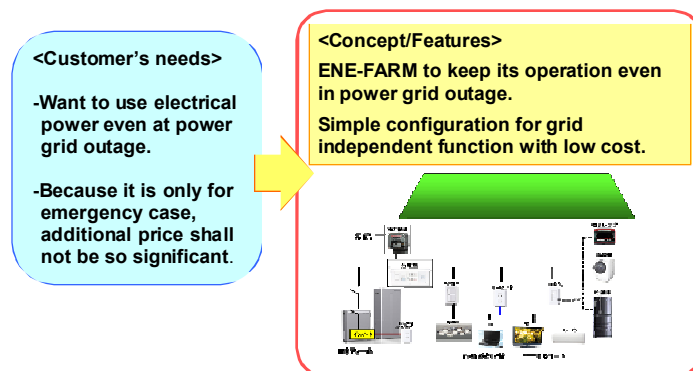 <Customer's needs>
-Want to use electrical
power even at power
grid outage.
-Because it is only for
emergency case,
additional price shall
not be so significant.
<Concept/Features>
ENE-FARM to keep its operation even
in power grid outage.
Simple configuration for grid
independent function with low cost.